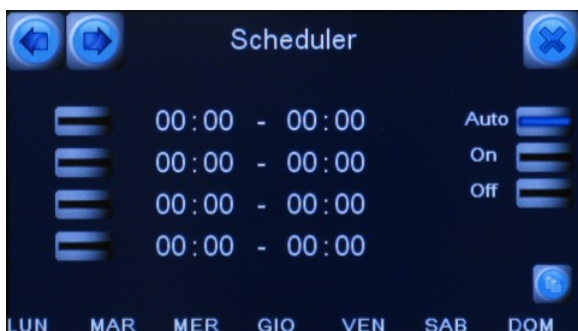 Scheduler
00:00 - 00:00 Auto
00:00 - 00:00 On
00:00 - 00:00 Off
00:00 - 00:00
LUN MAR MER GIO VEN SAB DOM